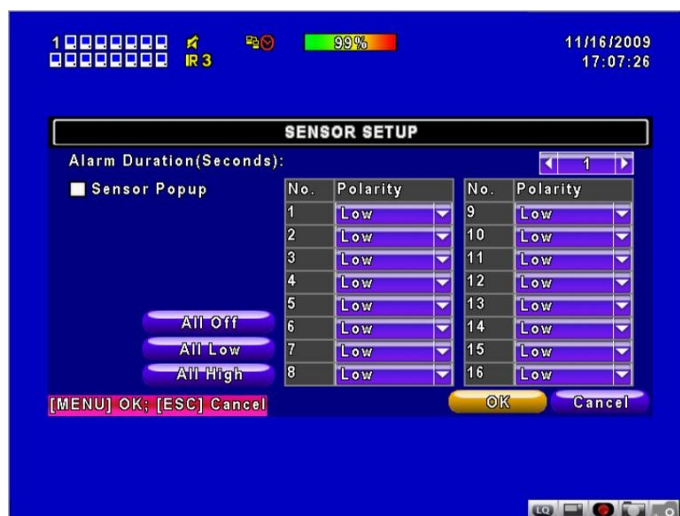 1 99% 11/16/2009
IR 3 17:07:26
SENSOR SETUP
Alarm Duration(Seconds): 1
Sensor Popup
No. Polarity No. Polarity
1 Low 9 Low
2 Low 10 Low
3 Low 11 Low
4 Low 12 Low
5 Low 13 Low
6 Low 14 Low
7 Low 15 Low
8 Low 16 Low
All Off
All Low
All High
[MENU] OK; [ESC] Cancel
OK Cancel
LQ